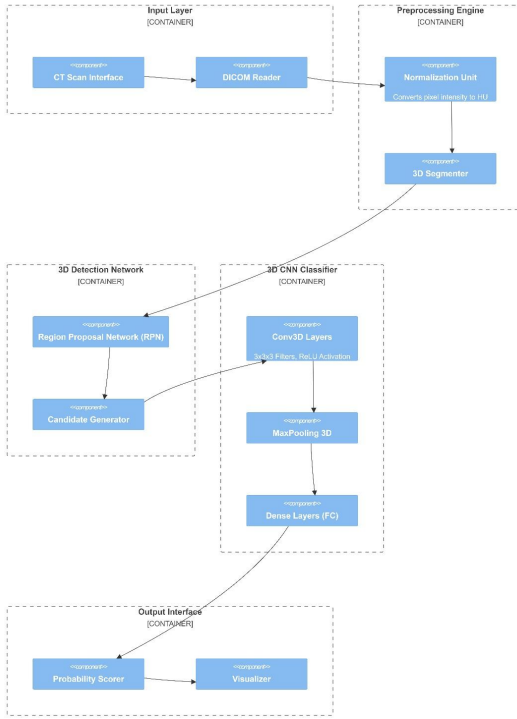 Input Layer
[CONTAINER]
<<component>>
CT Scan Interface
<<component>>
DICOM Reader
Preprocessing Engine
[CONTAINER]
<<component>>
Normalization Unit
Converts pixel intensity to HU
<<component>>
3D Segmenter
3D Detection Network
[CONTAINER]
<<component>>
Region Proposal Network (RPN)
<<component>>
Candidate Generator
3D CNN Classifier
[CONTAINER]
<<component>>
Conv3D Layers
3x3x3 Filters, ReLU Activation
<<component>>
MaxPooling 3D
<<component>>
Dense Layers (FC)
Output Interface
[CONTAINER]
<<component>>
Probability Scorer
<<component>>
Visualizer